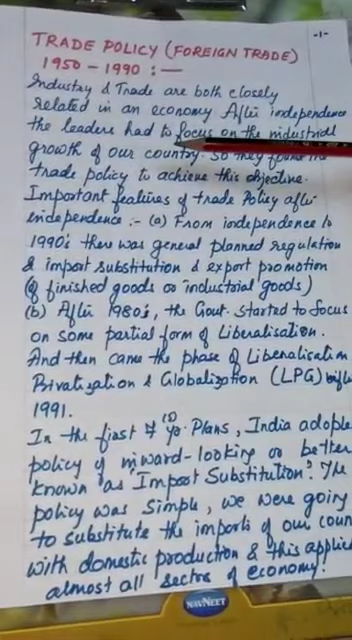 -1-
TRADE POLICY (FOREIGN TRADE)
1950 - 1990 : —
Industry & Trade are both closely
related in an economy After independence
the leaders had to focus on the industrial
growth of our country. So they the
trade policy to achieve this objective.
Important features of trade Policy after
independence :- (a) From independence to
1990's there was general planned regulation
& import substitution & export promotion
(of finished goods or industrial goods)
(b) After 1980's, the Govt. started to focus
on some partial form of Liberalisation.
And then came the phase of Liberalisation
Privatization & Globalization (LPG)
1991.
In the first 7 (5) yr. Plans, India
policy of inward-looking or better
known as 'Import Substitution'. The
policy was simple, we were going
to substitute the imports of our coun
with domestic production & this applie
almost all sectrs of economy.
NAVNEET